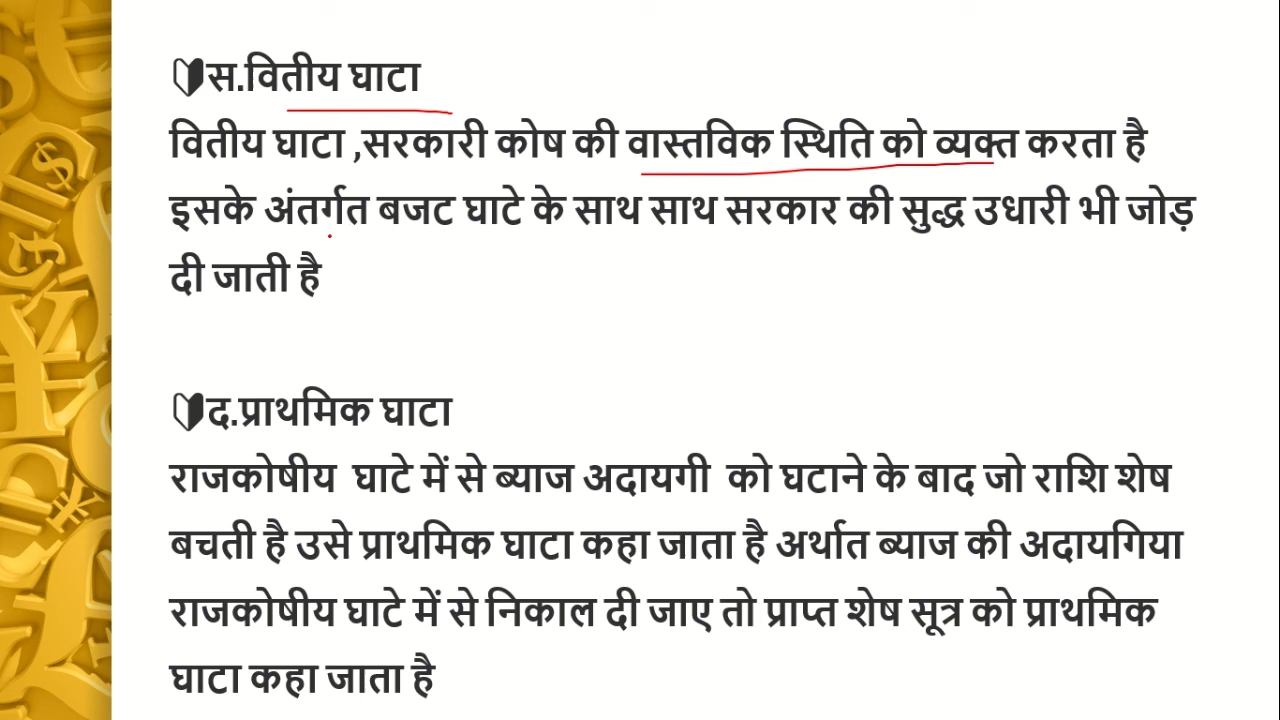 🔰स.वितीय घाटा
वितीय घाटा ,सरकारी कोष की वास्तविक स्थिति को व्यक्त करता है
इसके अंतर्गत बजट घाटे के साथ साथ सरकार की सुद्ध उधारी भी जोड़
दी जाती है
🔰द.प्राथमिक घाटा
राजकोषीय घाटे में से ब्याज अदायगी को घटाने के बाद जो राशि शेष
बचती है उसे प्राथमिक घाटा कहा जाता है अर्थात ब्याज की अदायगिया
राजकोषीय घाटे में से निकाल दी जाए तो प्राप्त शेष सूत्र को प्राथमिक
घाटा कहा जाता है